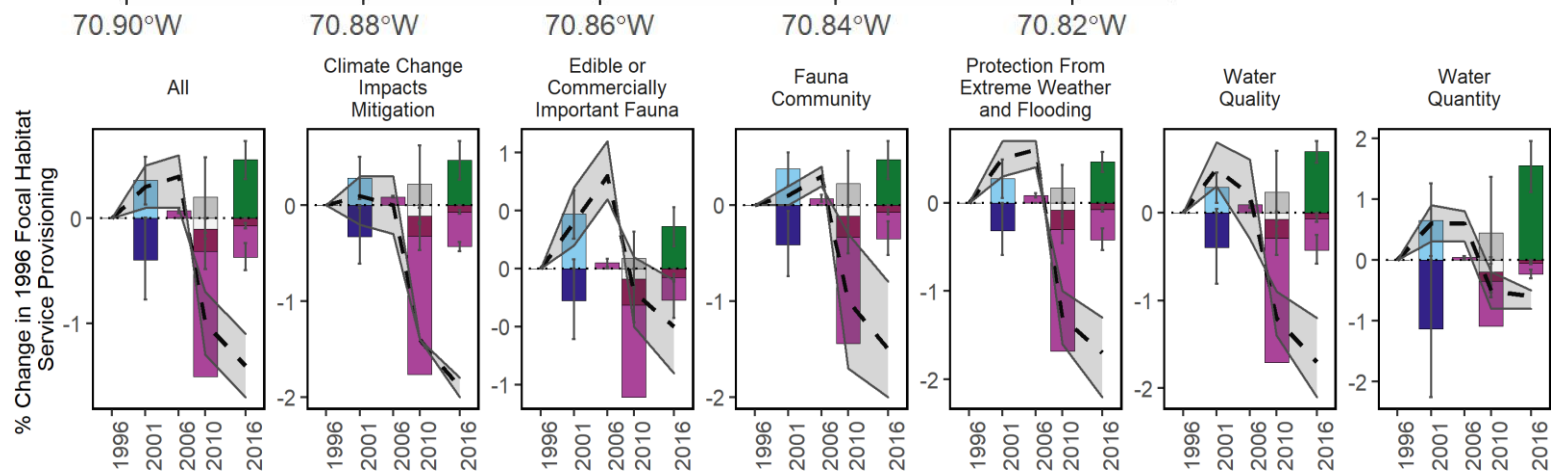 70.90°W 70.88°W 70.86°W 70.84°W 70.82°W
% Change in 1996 Focal Habitat
Service Provisioning
All
0
-1
1996 2001 2006 2010 2016
Climate Change
Impacts
Mitigation
0
-1
-2
1996 2001 2006 2010 2016
Edible or
Commercially
Important Fauna
1
0
0
-0
-1
1996 2001 2006 2010 2016
Fauna
Community
0
-1
-2
1996 2001 2006 2010 2016
Protection From
Extreme Weather
and Flooding
0
-1
-2
1996 2001 2006 2010 2016
Water
Quality
0
-1
-2
1996 2001 2006 2010 2016
Water
Quantity
2
1
0
-1
-2
1996 2001 2006 2010 2016